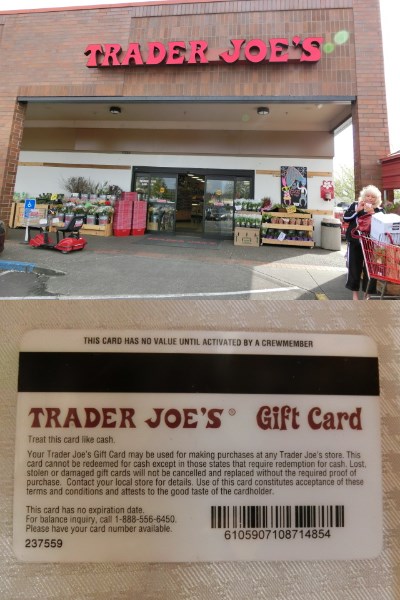 TRADER JOE'S
THIS CARD HAS NO VALUE UNTIL ACTIVATED BY A CREWMEMBER
TRADER JOE'S® Gift Card
Treat this card like cash.
Your Trader Joe's Gift Card may be used for making purchases at any Trader Joe's store. This
card cannot be redeemed for cash except in those states that require redemption for cash. Lost,
stolen or damaged gift cards will not be cancelled and replaced without the required proof of
purchase. Contact your local store for details. Use of this card constitutes acceptance of these
terms and conditions and attests to the good taste of the cardholder.
This card has no expiration date.
For balance inquiry, call 1-888-556-6450.
Please have your card number available.
237559
6105907108714854